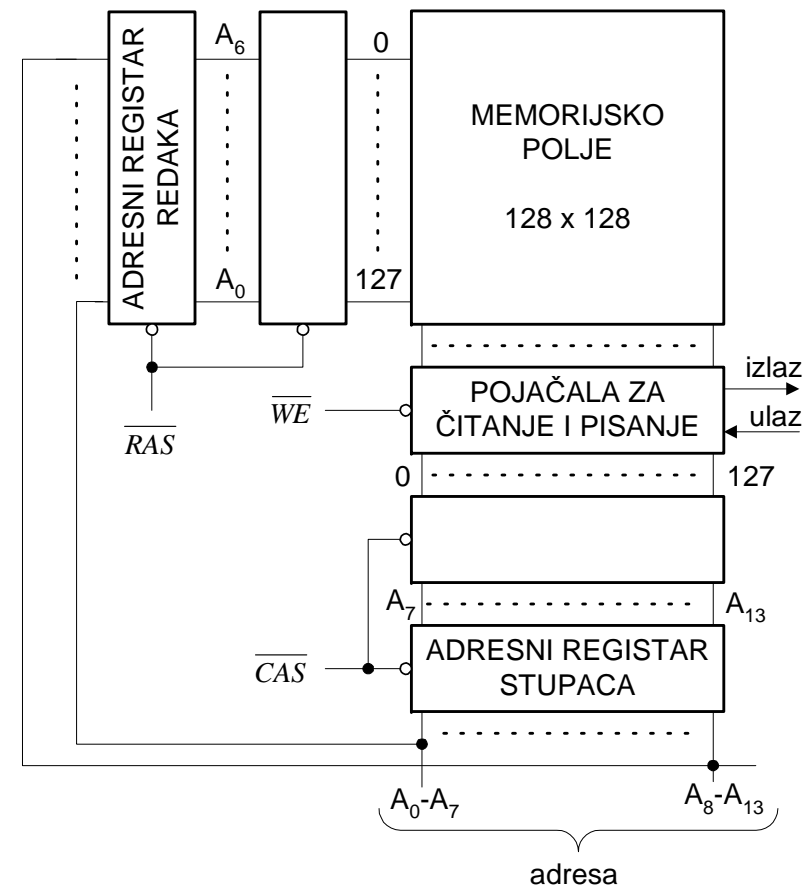 ADRESNI REGISTAR
REDAKA
A6
A0
0
127
MEMORIJSKO
POLJE
128 x 128
RAS
WE
POJAČALA ZA
ČITANJE I PISANJE
izlaz
ulaz
0
127
A7
A13
CAS
ADRESNI REGISTAR
STUPACA
A0-A7
A8-A13
adresa